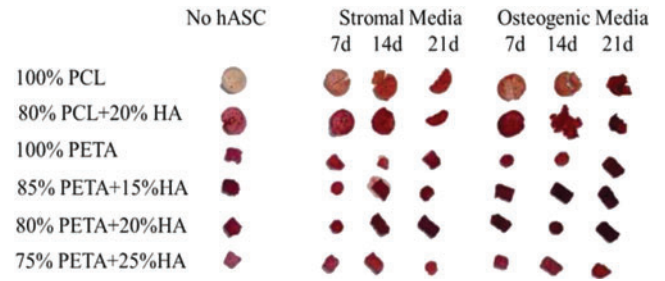 No hASC Stromal Media Osteogenic Media
7d 14d 21d 7d 14d 21d
100% PCL
80% PCL+20% HA
100% PETA
85% PETA+15%HA
80% PETA+20%HA
75% PETA+25%HA